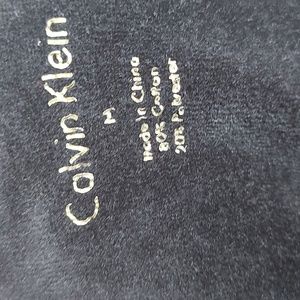 Calvin Klein
M
Made in China
80% Cotton
20% Polyester